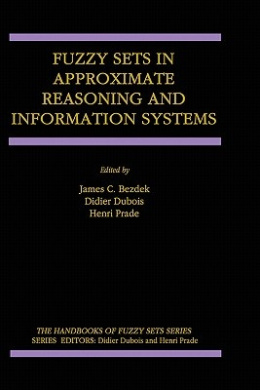 FUZZY SETS IN
APPROXIMATE
REASONING AND
INFORMATION SYSTEMS
Edited by
James C. Bezdek
Didier Dubois
Henri Prade
THE HANDBOOKS OF FUZZY SETS SERIES
SERIES EDITORS: Didier Dubois and Henri Prade